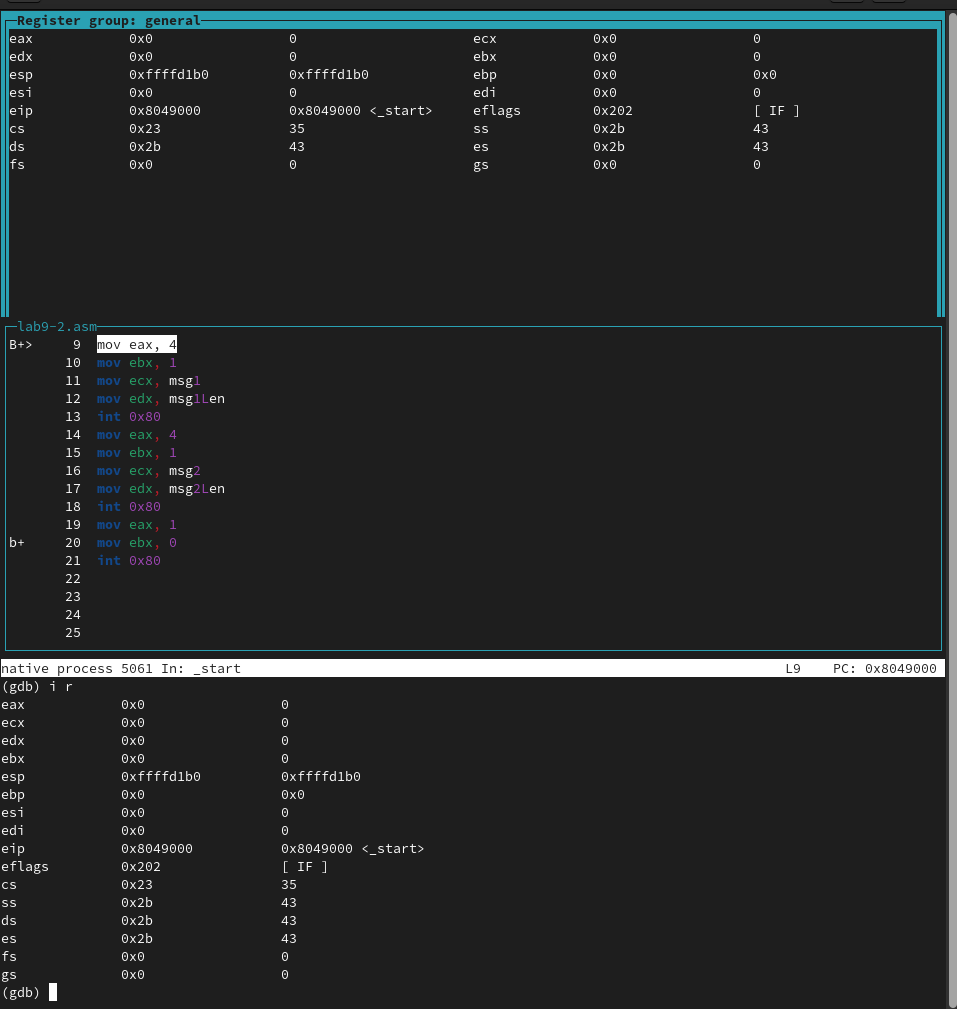 Register group: general
eax 0x0 0 ecx 0x0 0
edx 0x0 0 ebx 0x0 0
esp 0xffffd1b0 0xffffd1b0 ebp 0x0 0x0
esi 0x0 0 edi 0x0 0
eip 0x8049000 0x8049000 <_start> eflags 0x202 [ IF ]
cs 0x23 35 ss 0x2b 43
ds 0x2b 43 es 0x2b 43
fs 0x0 0 gs 0x0 0
lab9-2.asm
B+> 9 mov eax, 4
10 mov ebx, 1
11 mov ecx, msg1
12 mov edx, msg1Len
13 int 0x80
14 mov eax, 4
15 mov ebx, 1
16 mov ecx, msg2
17 mov edx, msg2Len
18 int 0x80
19 mov eax, 1
b+ 20 mov ebx, 0
21 int 0x80
22
23
24
25
native process 5061 In: _start L9 PC: 0x8049000
(gdb) i r
eax 0x0 0
ecx 0x0 0
edx 0x0 0
ebx 0x0 0
esp 0xffffd1b0 0xffffd1b0
ebp 0x0 0x0
esi 0x0 0
edi 0x0 0
eip 0x8049000 0x8049000 <_start>
eflags 0x202 [ IF ]
cs 0x23 35
ss 0x2b 43
ds 0x2b 43
es 0x2b 43
fs 0x0 0
gs 0x0 0
(gdb)